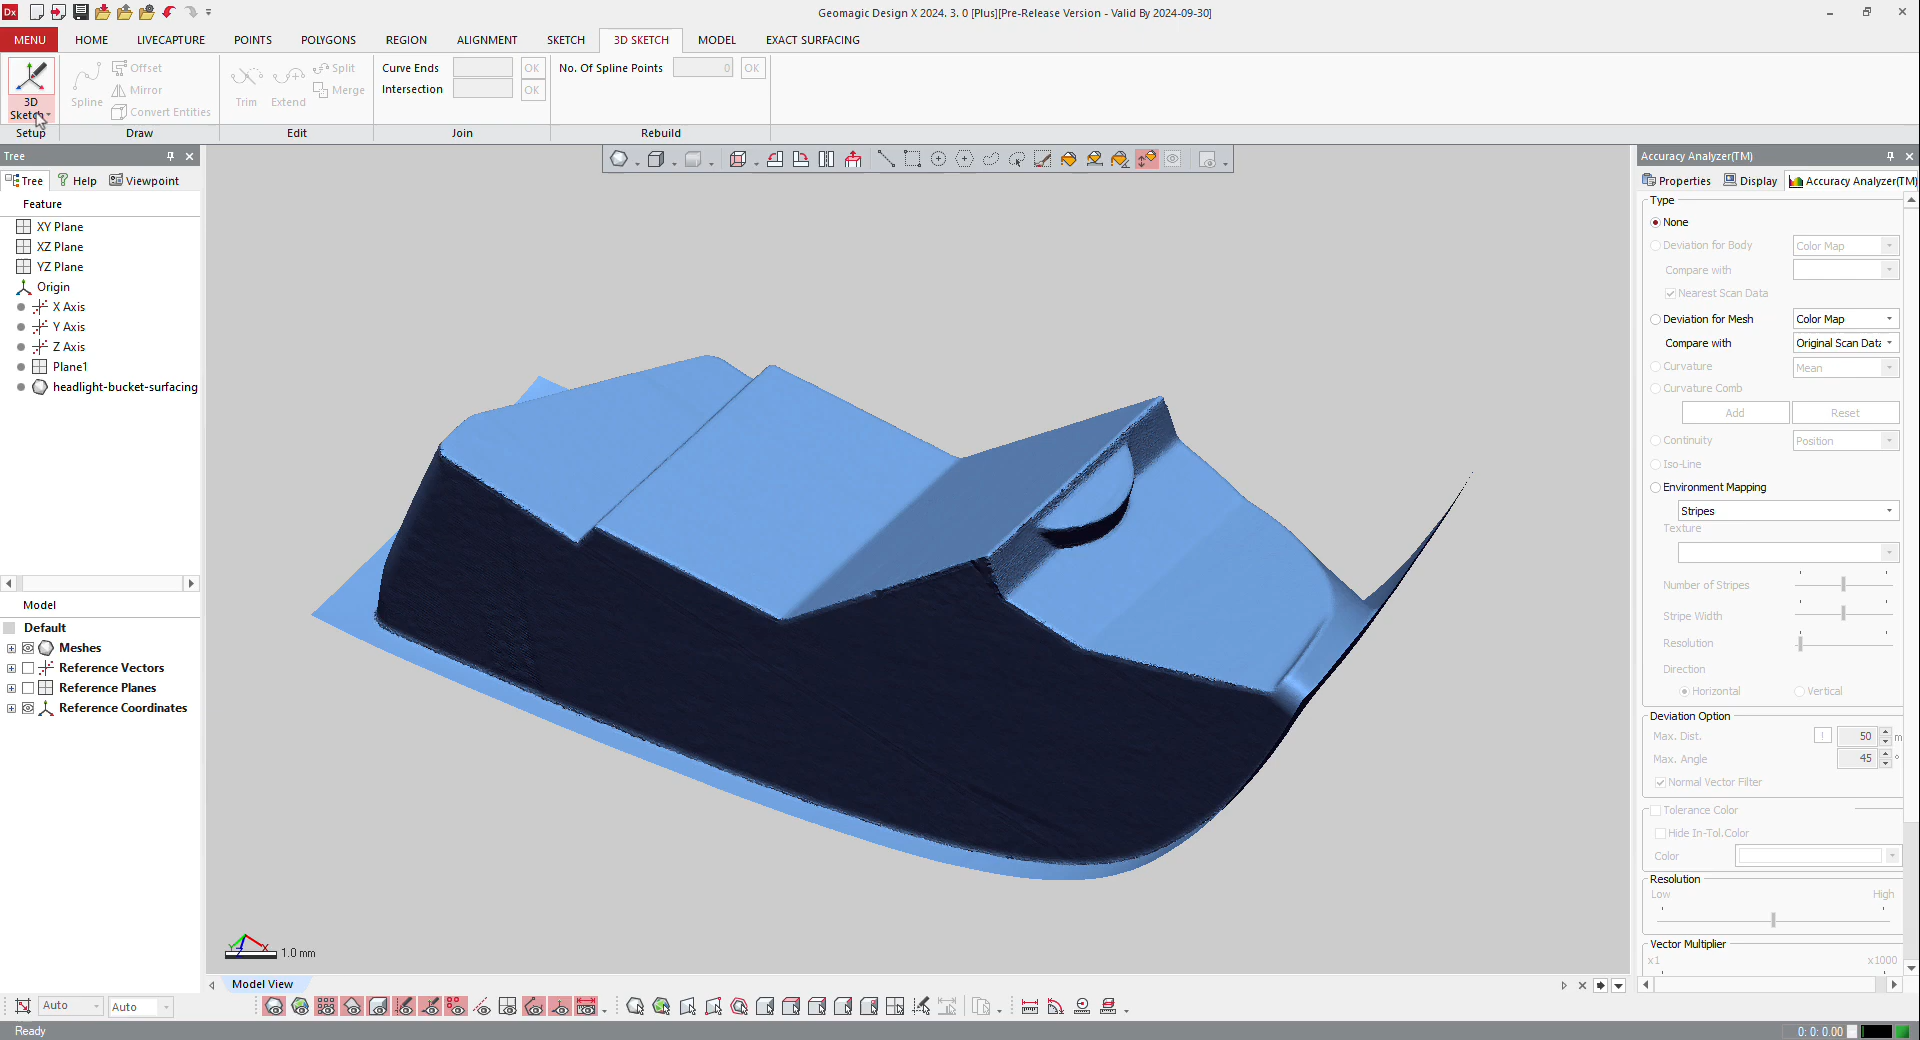 Dx
Geomagic Design X 2024. 3. 0 [Plus][Pre-Release Version - Valid By 2024-09-30]
MENU HOME LIVECAPTURE POINTS POLYGONS REGION ALIGNMENT SKETCH 3D SKETCH MODEL EXACT SURFACING
3D
Sketch
Spline
Offset
Mirror
Convert Entities
Trim
Extend
Split
Merge
Curve Ends OK
Intersection OK
No. Of Spline Points 0 OK
Setup Draw Edit Join Rebuild
Tree
Tree Help Viewpoint
Feature
XY Plane
XZ Plane
YZ Plane
Origin
X Axis
Y Axis
Z Axis
Plane1
headlight-bucket-surfacing
Model
Default
Meshes
Reference Vectors
Reference Planes
Reference Coordinates
Y X
Z
1.0 mm
Model View
Accuracy Analyzer(TM)
Properties Display Accuracy Analyzer(TM)
Type
None
Deviation for Body Color Map
Compare with
Nearest Scan Data
Deviation for Mesh Color Map
Compare with Original Scan Data
Curvature Mean
Curvature Comb
Add Reset
Continuity Position
Iso-Line
Environment Mapping
Stripes
Texture
Number of Stripes
Stripe Width
Resolution
Direction
Horizontal Vertical
Deviation Option
Max. Dist. ! 50 m
Max. Angle 45 °
Normal Vector Filter
Tolerance Color
Hide In-Tol.Color
Color
Resolution
Low High
Vector Multiplier
x1 x1000
Auto Auto
Ready
0: 0: 0.00